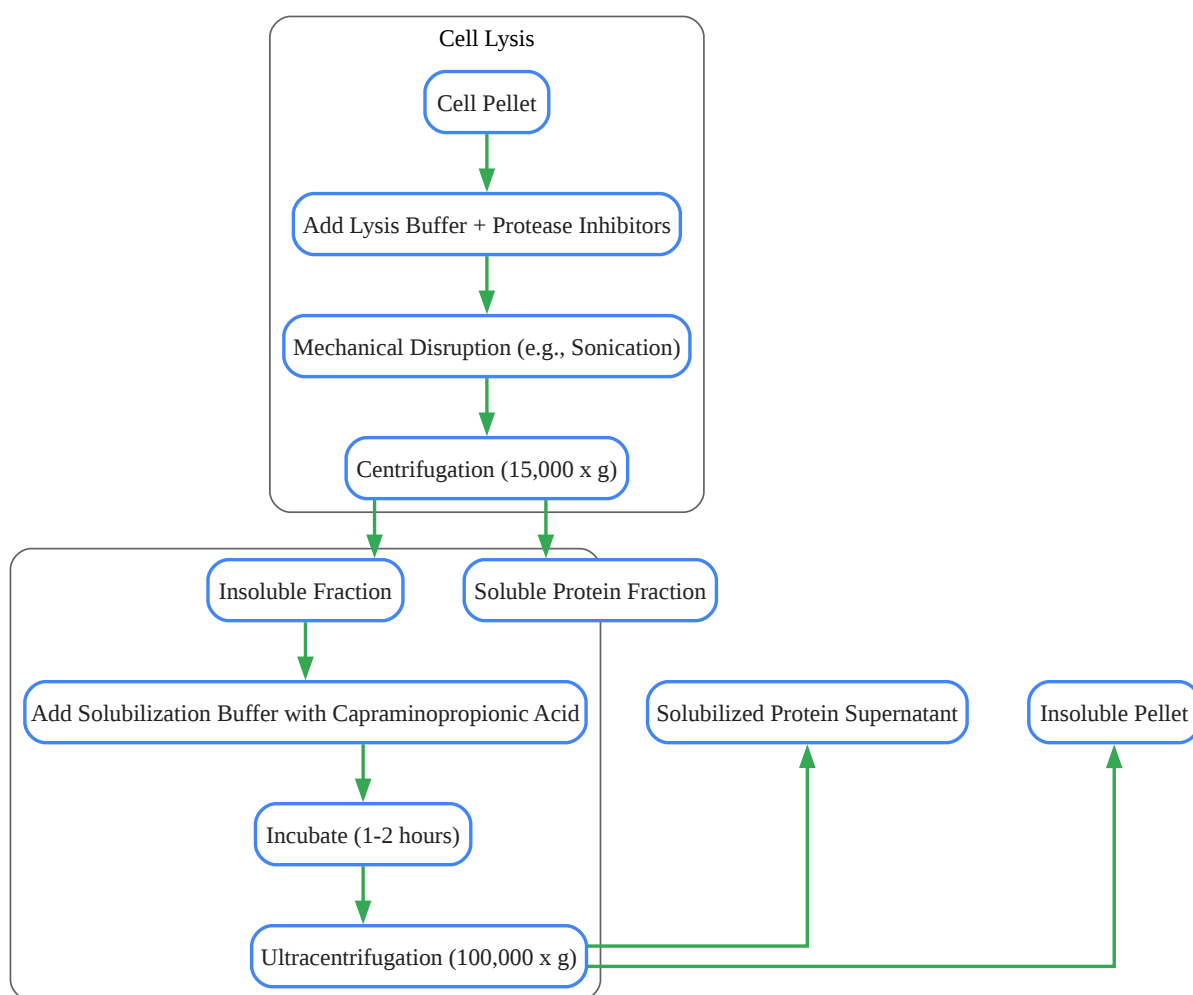 Cell Lysis
Cell Pellet
Add Lysis Buffer + Protease Inhibitors
Mechanical Disruption (e.g., Sonication)
Centrifugation (15,000 x g)
Insoluble Fraction
Soluble Protein Fraction
Add Solubilization Buffer with Capraminopropionic Acid
Solubilized Protein Supernatant
Insoluble Pellet
Incubate (1-2 hours)
Ultracentrifugation (100,000 x g)